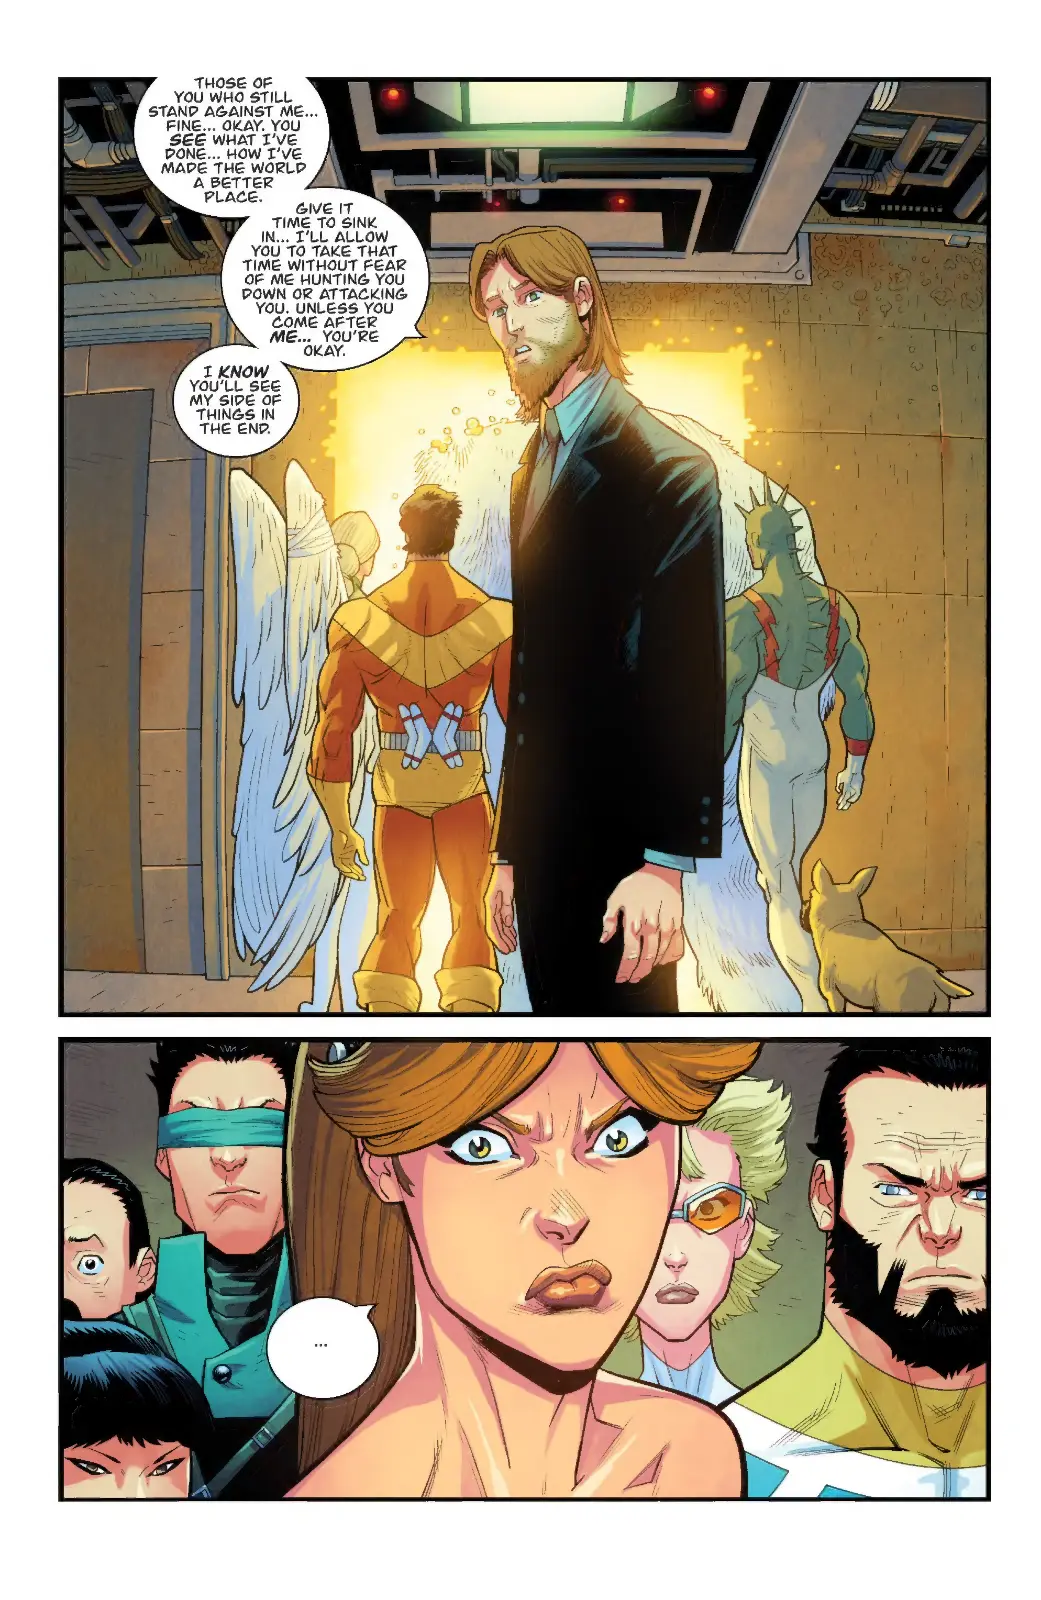 THOSE OF
YOU WHO STILL
STAND AGAINST ME...
FINE... OKAY. YOU
SEE WHAT I'VE
DONE... HOW I'VE
MADE THE WORLD
A BETTER
PLACE.
GIVE IT
TIME TO SINK
IN... I'LL ALLOW
YOU TO TAKE THAT
TIME WITHOUT FEAR
OF ME HUNTING YOU
DOWN OR ATTACKING
YOU. UNLESS YOU
COME AFTER
ME... YOU'RE
OKAY.
I KNOW
YOU'LL SEE
MY SIDE OF
THINGS IN
THE END.
...